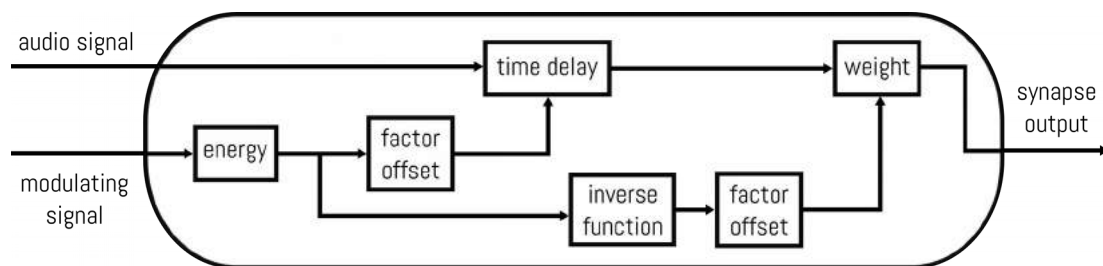 audio signal
time delay
weight
synapse
output
energy
factor
offset
modulating
signal
inverse
function
factor
offset